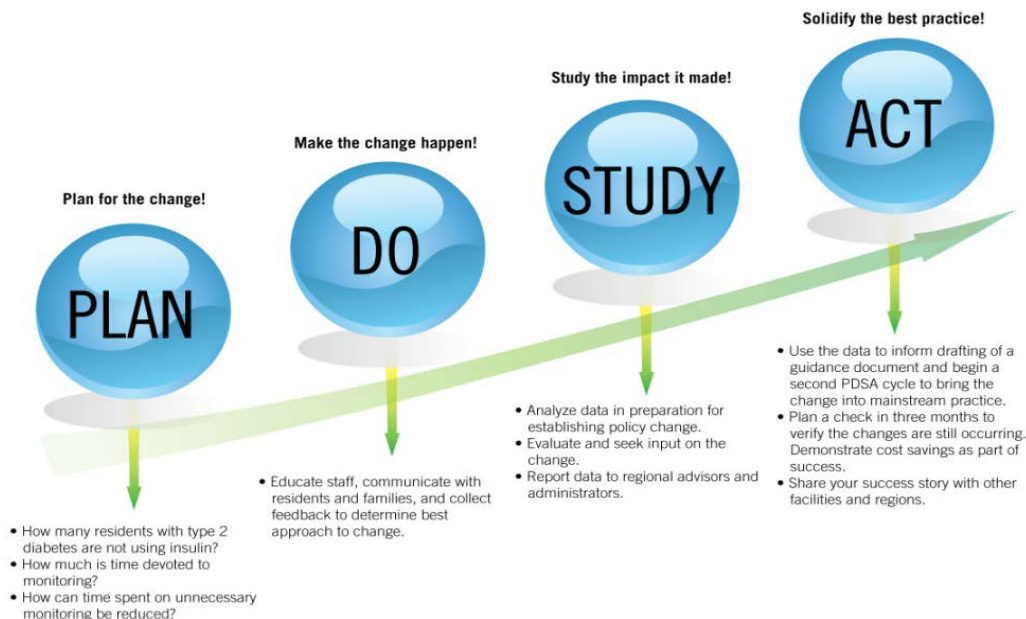 Plan for the change!
PLAN
• How many residents with type 2
diabetes are not using insulin?
• How much is time devoted to
monitoring?
• How can time spent on unnecessary
monitoring be reduced?
Make the change happen!
DO
• Educate staff, communicate with
residents and families, and collect
feedback to determine best
approach to change.
Study the impact it made!
STUDY
• Analyze data in preparation for
establishing policy change.
• Evaluate and seek input on the
change.
• Report data to regional advisors and
administrators.
Solidify the best practice!
ACT
• Use the data to inform drafting of a
guidance document and begin a
second PDSA cycle to bring the
change into mainstream practice.
• Plan a check in three months to
verify the changes are still occurring.
Demonstrate cost savings as part of
success.
• Share your success story with other
facilities and regions.